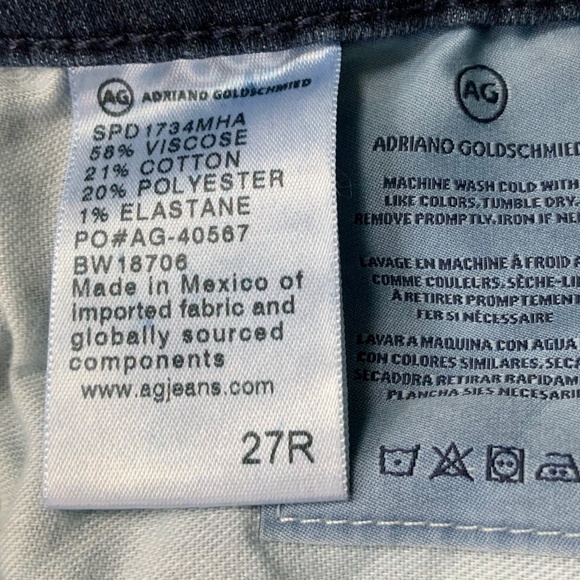 AG ADRIANO GOLDSCHMIED
SPD1734MHA
58% VISCOSE
21% COTTON
20% POLYESTER
1% ELASTANE
PO#AG-40567
BW18706
Made in Mexico of
imported fabric and
globally sourced
components
www.agjeans.com
27R
AG
ADRIANO GOLDSCHMIED
MACHINE WASH COLD WITH
LIKE COLORS, TUMBLE DRY.
REMOVE PROMPTLY. IRON IF
LAVAGE EN MACHINE À FROID
COMME COULEURS, SÈCHE-
À RETIRER PROMPTEMENT
FER SI NÉCESSAIRE
LAVAR A MAQUINA CON AGUA
CON COLORES SIMILARES,
SECADORA RETIRAR
PLANCHA SIES